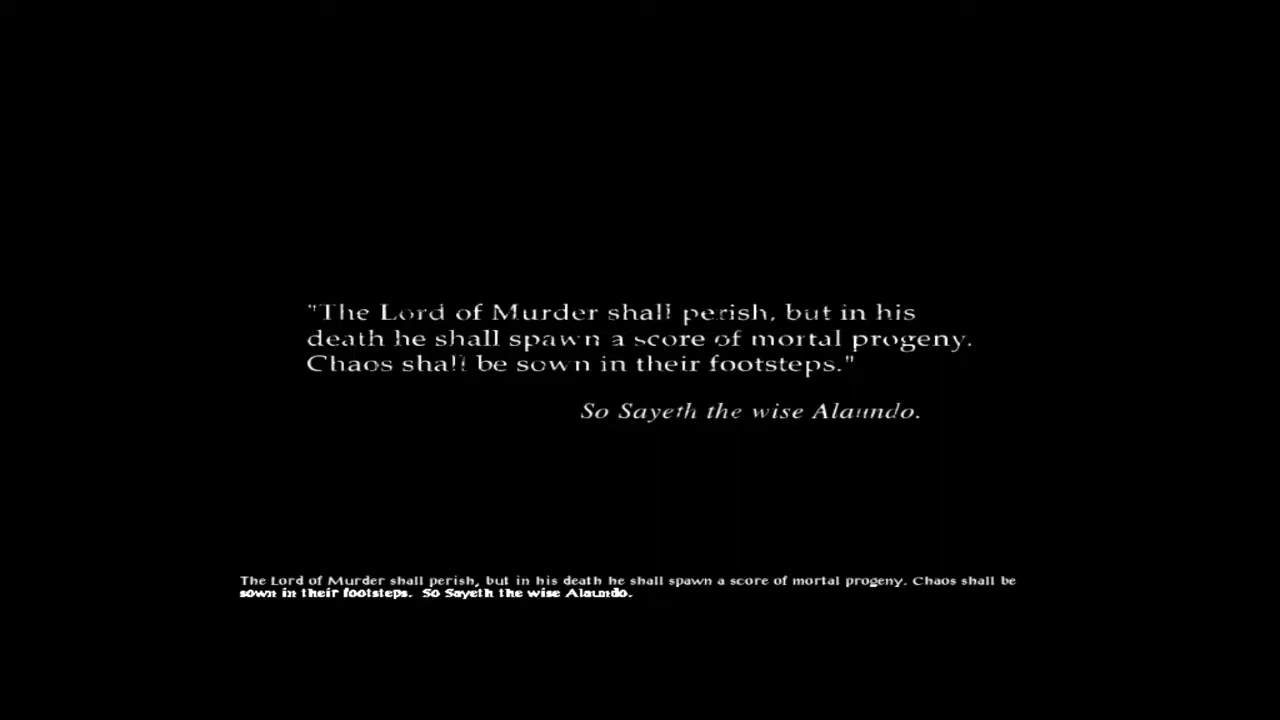 "The Lord of Murder shall perish, but in his
death he shall spawn a score of mortal progeny.
Chaos shall be sown in their footsteps."
So Sayeth the wise Alaundo.
The Lord of Murder shall perish, but in his death he shall spawn a score of mortal progeny. Chaos shall be
sown in their footsteps.  So Sayeth the wise Alaundo.